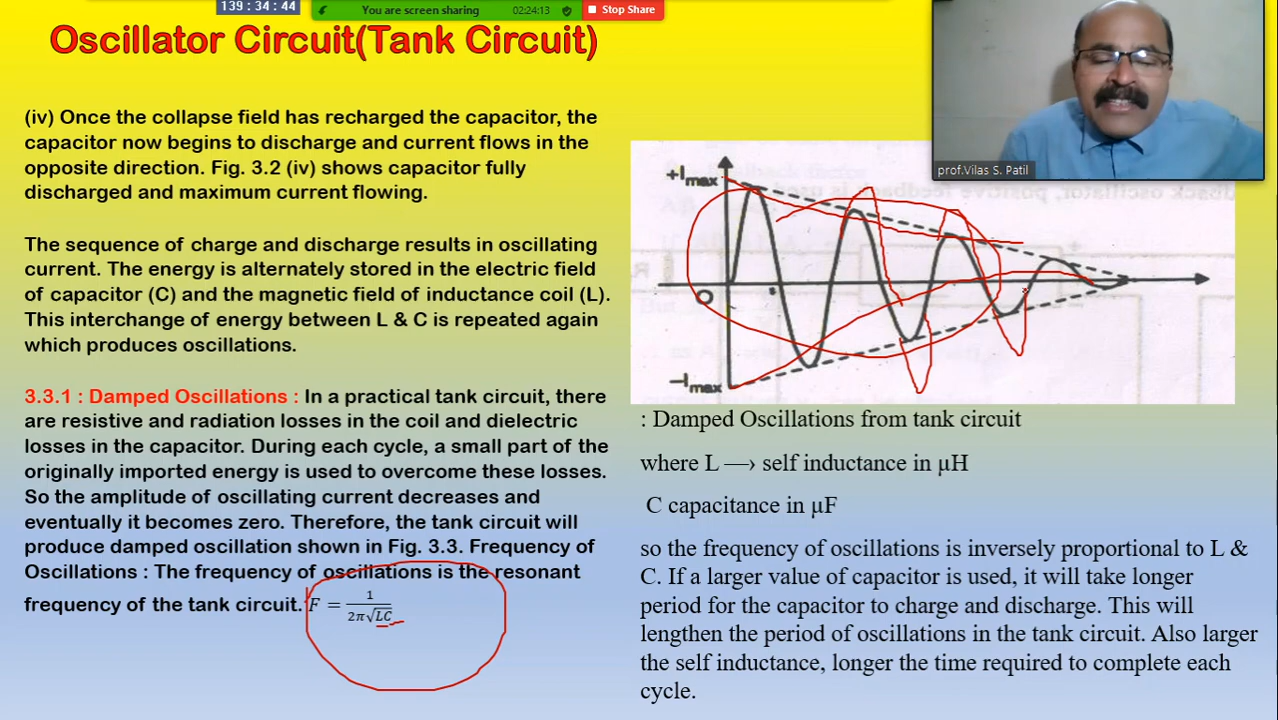 139 : 34 : 44
You are screen sharing
02:24:13
Stop Share
Oscillator Circuit(Tank Circuit)
prof.Vilas S. Patil
(iv) Once the collapse field has recharged the capacitor, the
capacitor now begins to discharge and current flows in the
opposite direction. Fig. 3.2 (iv) shows capacitor fully
discharged and maximum current flowing.
The sequence of charge and discharge results in oscillating
current. The energy is alternately stored in the electric field
of capacitor (C) and the magnetic field of inductance coil (L).
This interchange of energy between L & C is repeated again
which produces oscillations.
3.3.1 : Damped Oscillations : In a practical tank circuit, there
are resistive and radiation losses in the coil and dielectric
losses in the capacitor. During each cycle, a small part of the
originally imported energy is used to overcome these losses.
So the amplitude of oscillating current decreases and
eventually it becomes zero. Therefore, the tank circuit will
produce damped oscillation shown in Fig. 3.3. Frequency of
Oscillations : The frequency of oscillations is the resonant
frequency of the tank circuit. F = 1/2π√LC
+Imax
O
−Imax
: Damped Oscillations from tank circuit
where L —› self inductance in µH
C capacitance in µF
so the frequency of oscillations is inversely proportional to L &
C. If a larger value of capacitor is used, it will take longer
period for the capacitor to charge and discharge. This will
lengthen the period of oscillations in the tank circuit. Also larger
the self inductance, longer the time required to complete each
cycle.